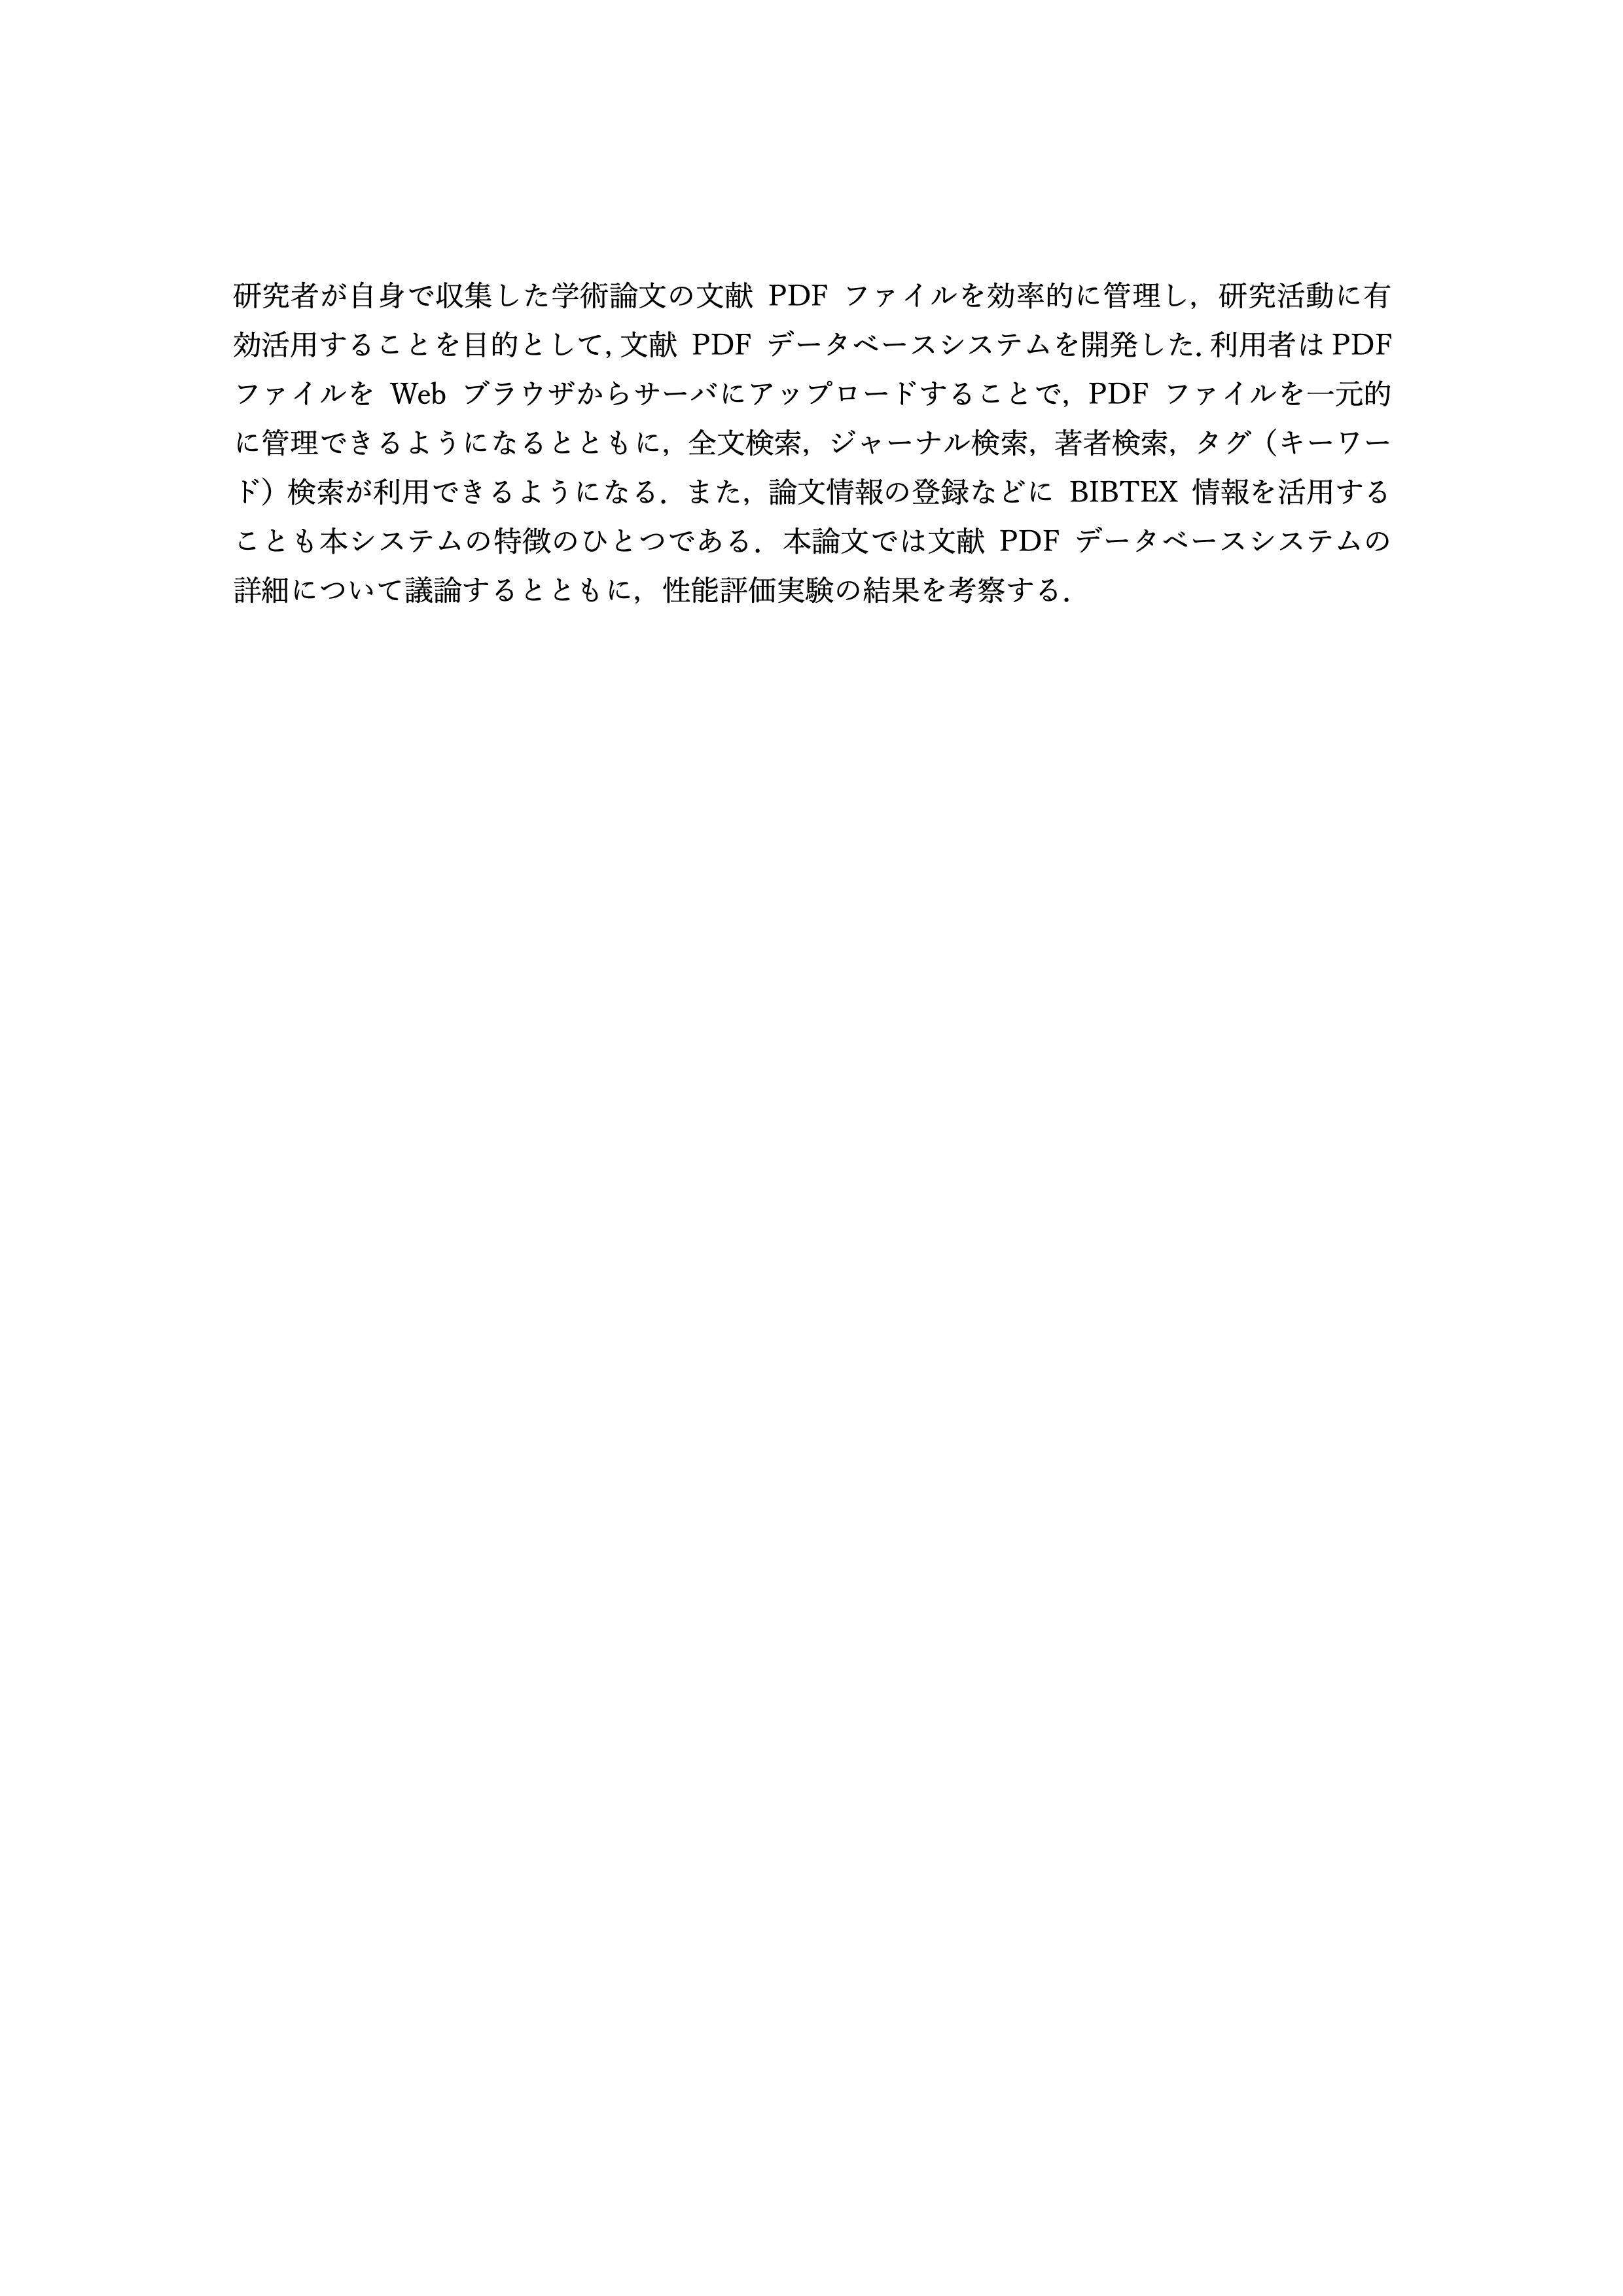 研究者が自身で収集した学術論文の文献 PDF ファイルを効率的に管理し，研究活動に有
効活用することを目的として，文献 PDF データベースシステムを開発した．利用者は PDF
ファイルを Web ブラウザからサーバにアップロードすることで，PDF ファイルを一元的
に管理できるようになるとともに，全文検索，ジャーナル検索，著者検索，タグ（キーワー
ド）検索が利用できるようになる．また，論文情報の登録などに BIBTEX 情報を活用する
ことも本システムの特徴のひとつである．本論文では文献 PDF データベースシステムの
詳細について議論するとともに，性能評価実験の結果を考察する．